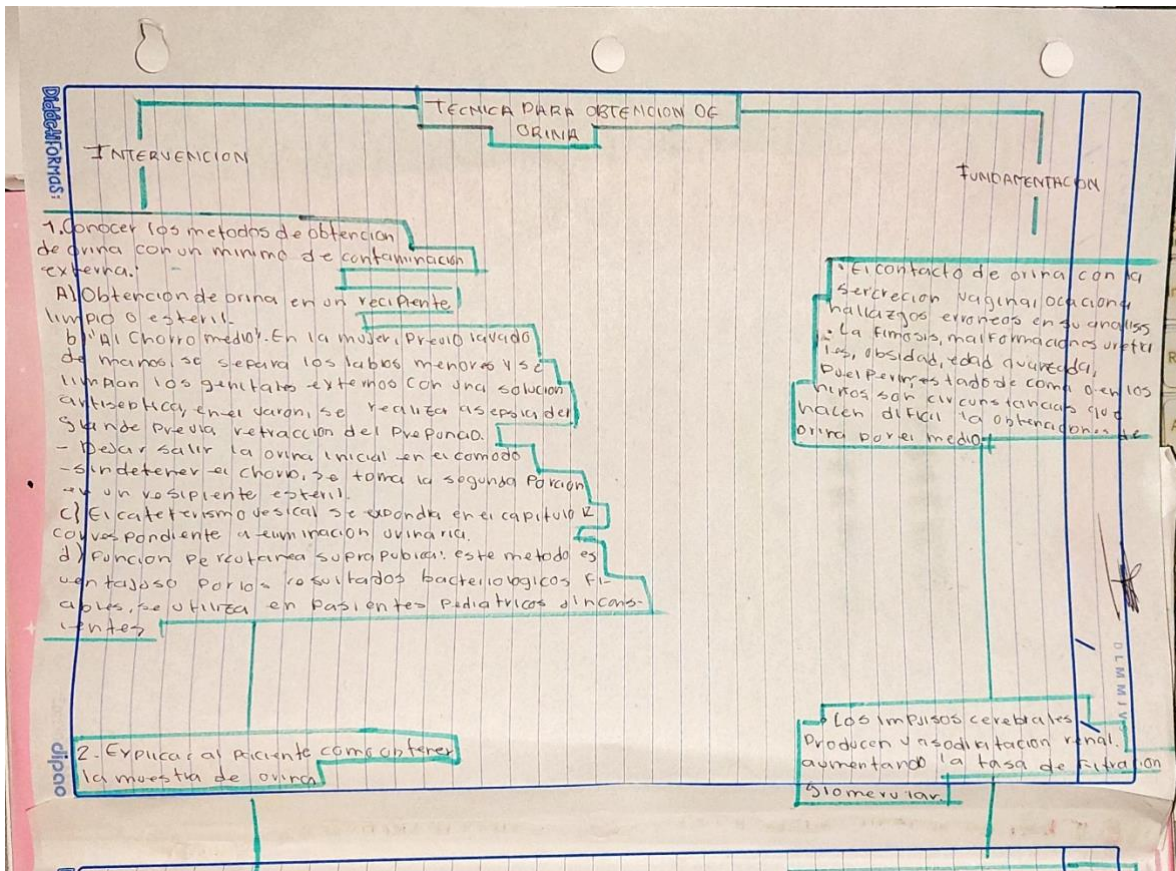 TECNICA PARA OBTENCION DE
ORINA
INTERVENCION
1. Conocer los metodos de obtencion
de orina con un minimo de contaminacion
externa.
A) Obtencion de orina en un recipiente
limpio o esteril.
b) "Al Chorro medio". En la mujer, previo lavado
de manos, se separa los labios menores y se
limpian los genitales externos con una solucion
antiseptica, en el varon, se realiza asepsia del
glande previa retraccion del prepuncio.
- Dejar salir la orina inicial en el comodo
- sin detener el chorro, se toma la segunda porcion
en un resipiente esteril.
c) El cateterismo vesical se expondra en el capitulo 12
correspondiente a eliminacion urinaria.
d) Puncion percutanea suprapubica: este metodo es
ventajoso por los resultados bacteriologicos fi-
ables, se utiliza en pasientes pediatricos o incons-
ientes
2. Explicar al paciente como obtener
la muestra de orina
FUNDAMENTACION
• El contacto de orina con la
sercrecion vaginal ocaciona
hallazgos erroneos en su analisis
• La fimosis, malformaciones uretra
les, obsidad, edad avanzada,
puerperio, estado de coma o en los
niños son circunstancias que
hacen dificil la obtencion de
orina por el medio
• Los impulsos cerebrales
producen vasodilatacion renal.
aumentando la tasa de filtracion
glomerular.
DiddeliFORMAS:
dipao
D L M M J V